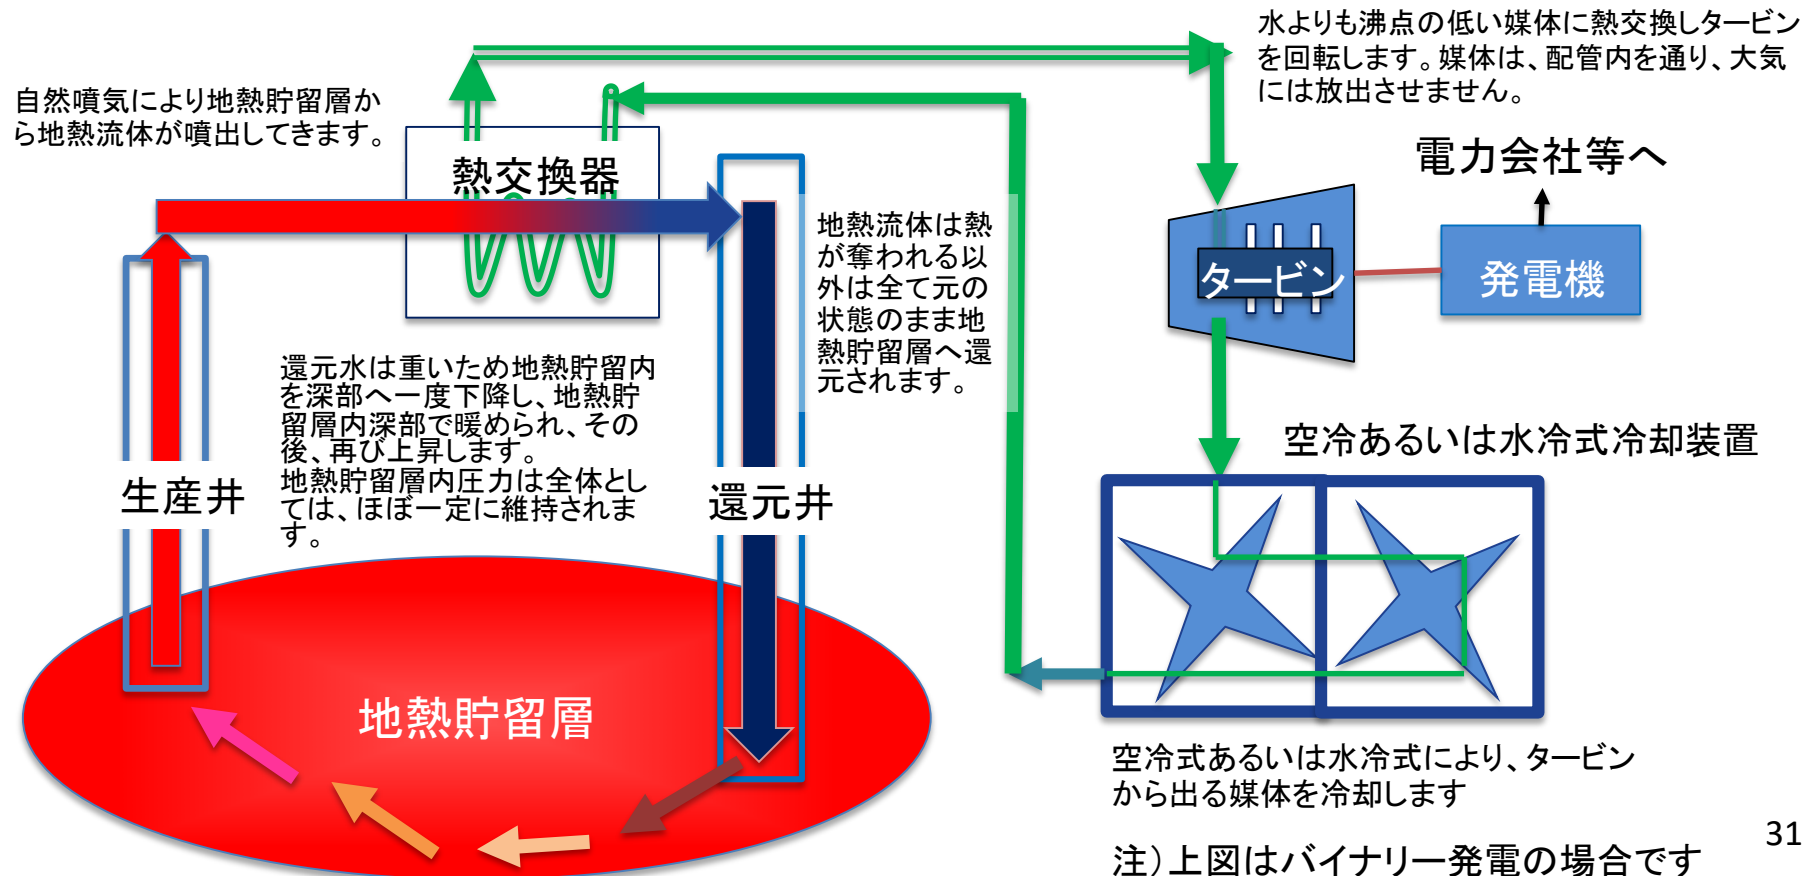 水よりも沸点の低い媒体に熱交換しタービン
を回転します。媒体は、配管内を通り、大気
には放出させません。
自然噴気により地熱貯留層か
ら地熱流体が噴出してきます。
電力会社等へ
熱交換器
地熱流体は熱
が奪われる以
外は全て元の
状態のまま地
熱貯留層へ還
元されます。
タービン
発電機
還元水は重いため地熱貯留内
を深部へ一度下降し、地熱貯
留層内深部で暖められ、その
後、再び上昇します。
地熱貯留層内圧力は全体とし
ては、ほぼ一定に維持されま
す。
空冷あるいは水冷式冷却装置
生産井
還元井
地熱貯留層
空冷式あるいは水冷式により、タービン
から出る媒体を冷却します
注）上図はバイナリー発電の場合です
31